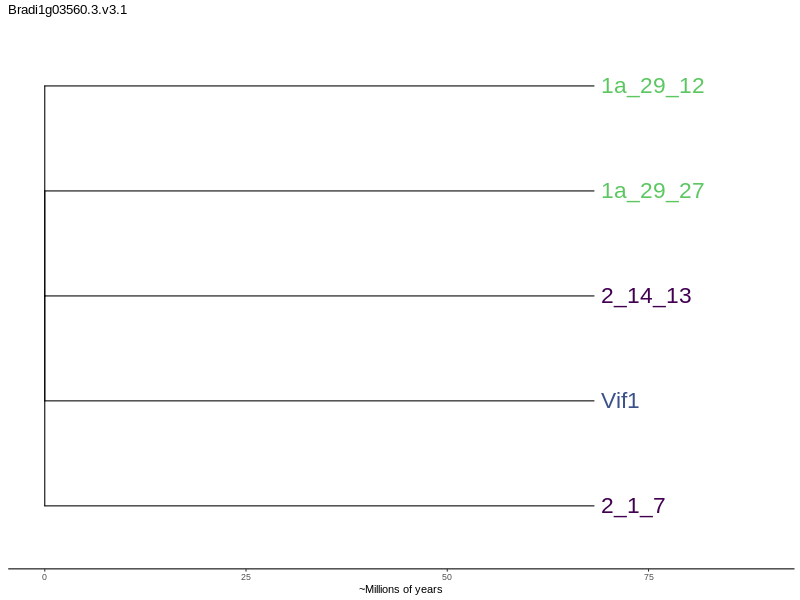 Bradi1g03560.3.v3.1
1a_29_12
1a_29_27
2_14_13
Vif1
2_1_7
0 25 50 75
~Millions of years